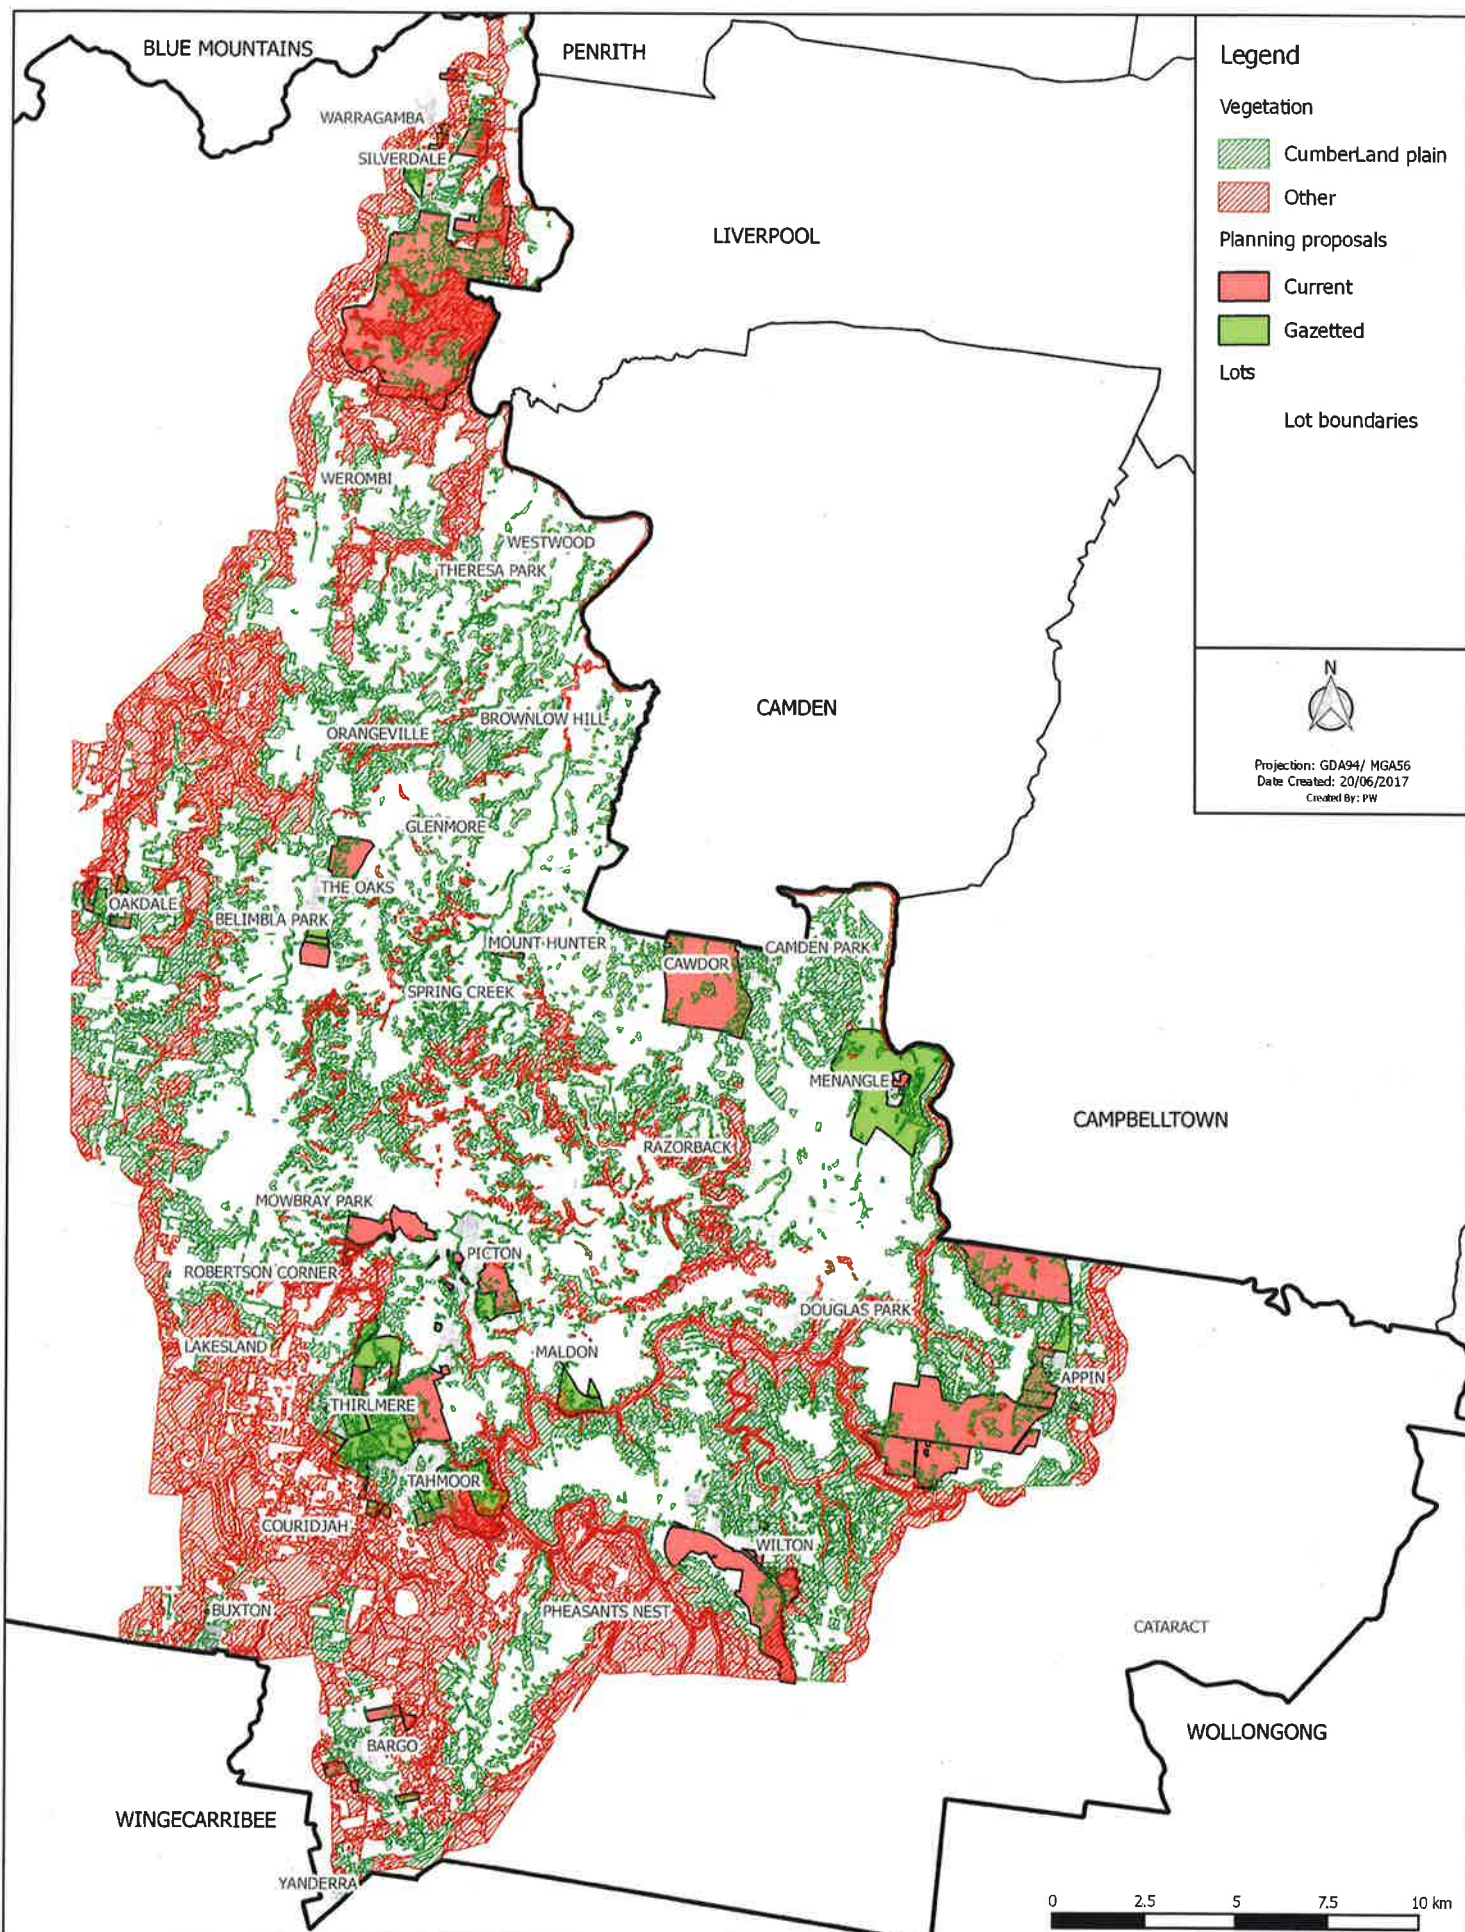 BLUE MOUNTAINS
PENRITH
WARRAGAMBA
SILVERDALE
LIVERPOOL
WEROMBI
WESTWOOD
THERESA PARK
BROWNLOW HILL
ORANGEVILLE
CAMDEN
GLENMORE
THE OAKS
OAKDALE
BELIMBLA PARK
MOUNT HUNTER
CAMDEN PARK
CAWDOR
SPRING CREEK
MENANGLE
CAMPBELLTOWN
RAZORBACK
MOWBRAY PARK
PICTON
ROBERTSON CORNER
DOUGLAS PARK
LAKESLAND
MALDON
APPIN
THIRLMERE
TAHMOOR
COURIDJAH
WILTON
BUXTON
PHEASANTS NEST
CATARACT
WOLLONGONG
BARGO
WINGECARRIBEE
YANDERRA
Legend
Vegetation
CumberLand plain
Other
Planning proposals
Current
Gazetted
Lots
Lot boundaries
N
Projection: GDA94/ MGA56
Date Created: 20/06/2017
Created By: PW
0 2.5 5 7.5 10 km